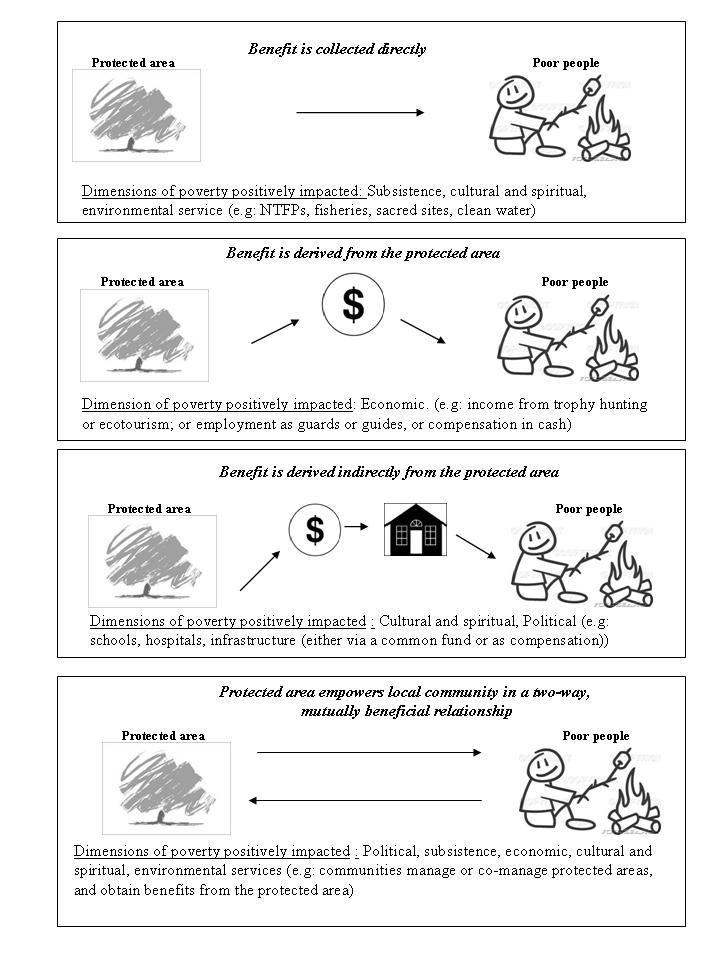 Benefit is collected directly
Protected area
Poor people
Dimensions of poverty positively impacted: Subsistence, cultural and spiritual,
environmental service (e.g: NTFPs, fisheries, sacred sites, clean water)
Benefit is derived from the protected area
Protected area
$
Poor people
Dimension of poverty positively impacted: Economic. (e.g: income from trophy hunting
or ecotourism; or employment as guards or guides, or compensation in cash)
Benefit is derived indirectly from the protected area
Protected area
$
Poor people
Dimensions of poverty positively impacted : Cultural and spiritual, Political (e.g:
schools, hospitals, infrastructure (either via a common fund or as compensation))
Protected area empowers local community in a two-way,
mutually beneficial relationship
Protected area
Poor people
Dimensions of poverty positively impacted : Political, subsistence, economic, cultural and
spiritual, environmental services (e.g: communities manage or co-manage protected areas,
and obtain benefits from the protected area)